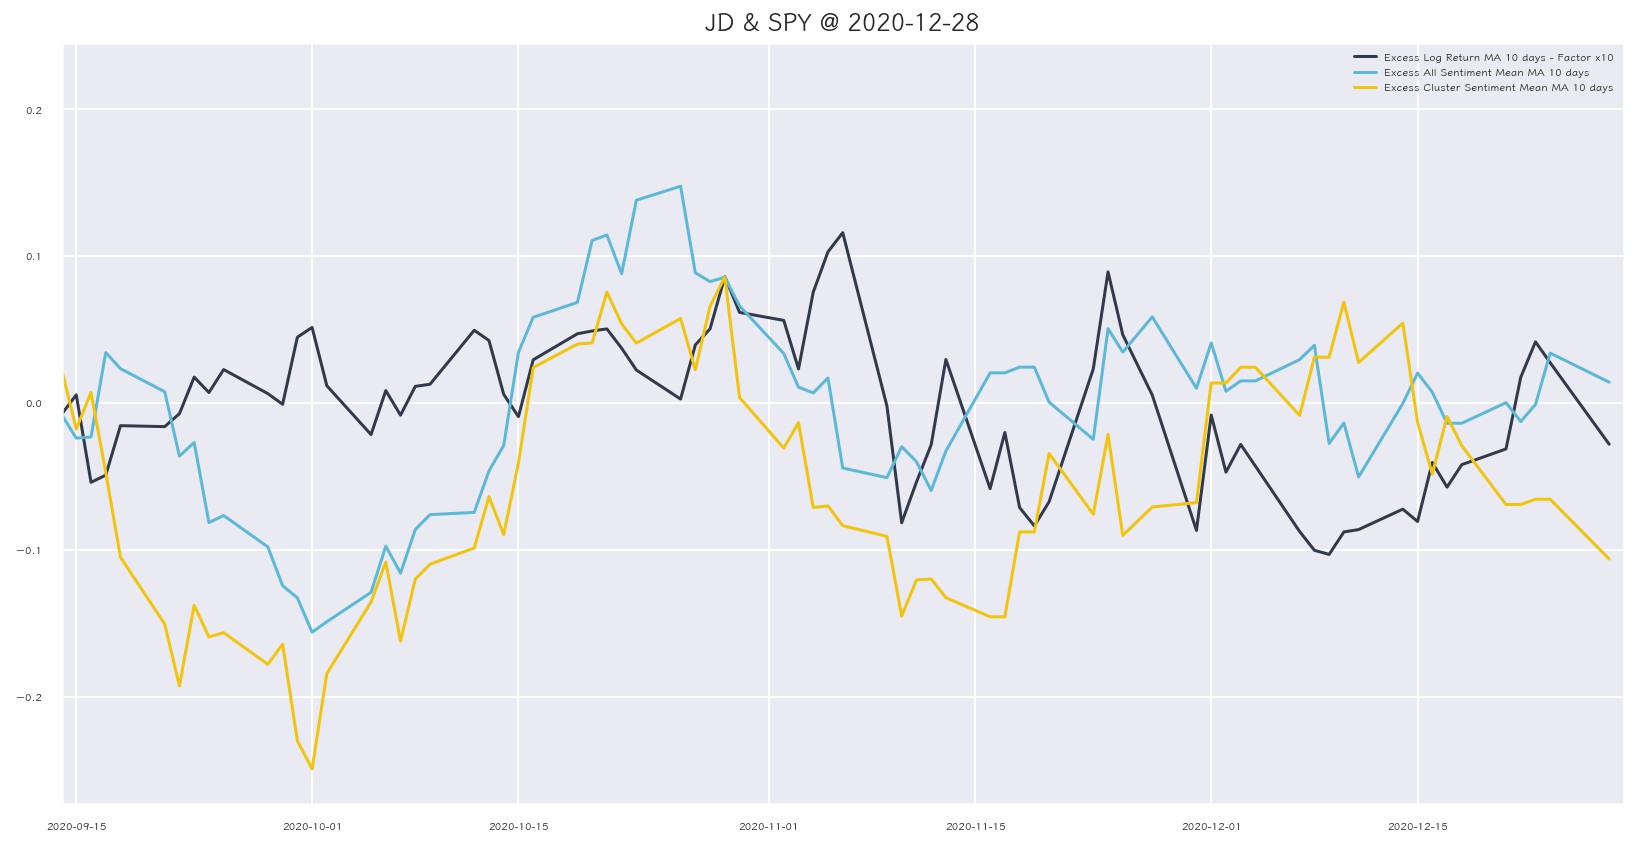 JD & SPY @ 2020-12-28
Excess Log Return MA 10 days - Factor x10
Excess All Sentiment Mean MA 10 days
Excess Cluster Sentiment Mean MA 10 days
0.2
0.1
0.0
−0.1
−0.2
2020-09-15 2020-10-01 2020-10-15 2020-11-01 2020-11-15 2020-12-01 2020-12-15